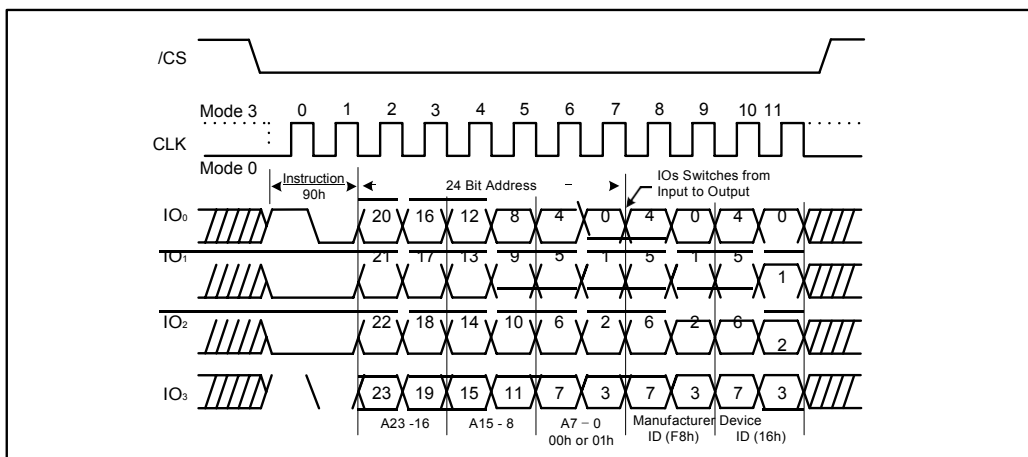 /CS
Mode 3 0 1 2 3 4 5 6 7 8 9 10 11
CLK
Mode 0
Instruction
90h
24 Bit Address
IOs Switches from
Input to Output
IO0 20 16 12 8 4 0 4 0 4 0
IO1 21 17 13 9 5 1 5 1 5 1
IO2 22 18 14 10 6 2 6 2 6 2
IO3 23 19 15 11 7 3 7 3 7 3
A23 -16 A15 - 8 A7 – 0 Manufacturer Device
00h or 01h ID (F8h) ID (16h)